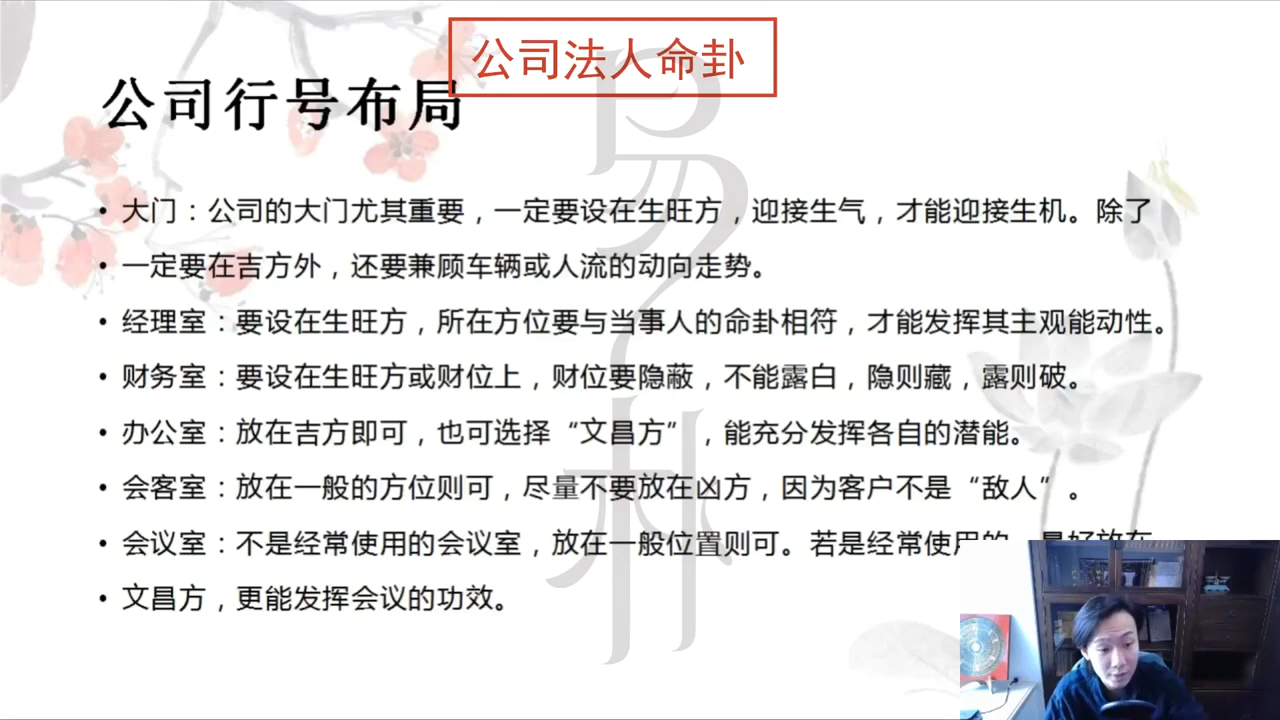 公司法人命卦
公司行号布局
• 大门：公司的大门尤其重要，一定要设在生旺方，迎接生气，才能迎接生机。除了
• 一定要在吉方外，还要兼顾车辆或人流的动向走势。
• 经理室：要设在生旺方，所在方位要与当事人的命卦相符，才能发挥其主观能动性。
• 财务室：要设在生旺方或财位上，财位要隐蔽，不能露白，隐则藏，露则破。
• 办公室：放在吉方即可，也可选择“文昌方”，能充分发挥各自的潜能。
• 会客室：放在一般的方位则可，尽量不要放在凶方，因为客户不是“敌人”。
• 会议室：不是经常使用的会议室，放在一般位置则可。若是经常使用的，最好放在
• 文昌方，更能发挥会议的功效。